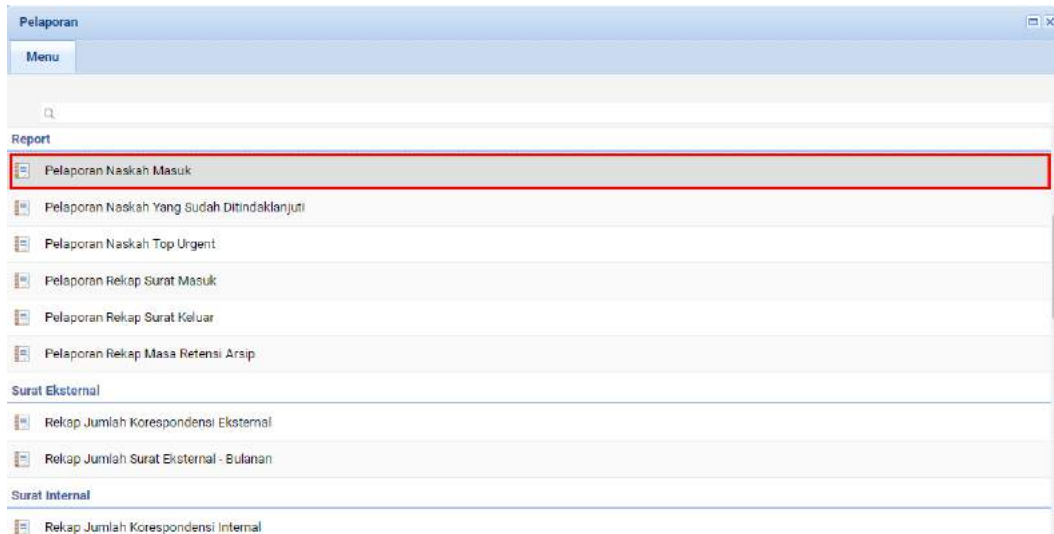 Pelaporan
Menu
Report
Pelaporan Naskah Masuk
Pelaporan Naskah Yang Sudah Ditindaklanjuti
Pelaporan Naskah Top Urgent
Pelaporan Rekap Surat Masuk
Pelaporan Rekap Surat Keluar
Pelaporan Rekap Masa Retensi Arsip
Surat Eksternal
Rekap Jumlah Korespondensi Eksternal
Rekap Jumlah Surat Eksternal - Bulanan
Surat Internal
Rekap Jumlah Korespondensi Internal